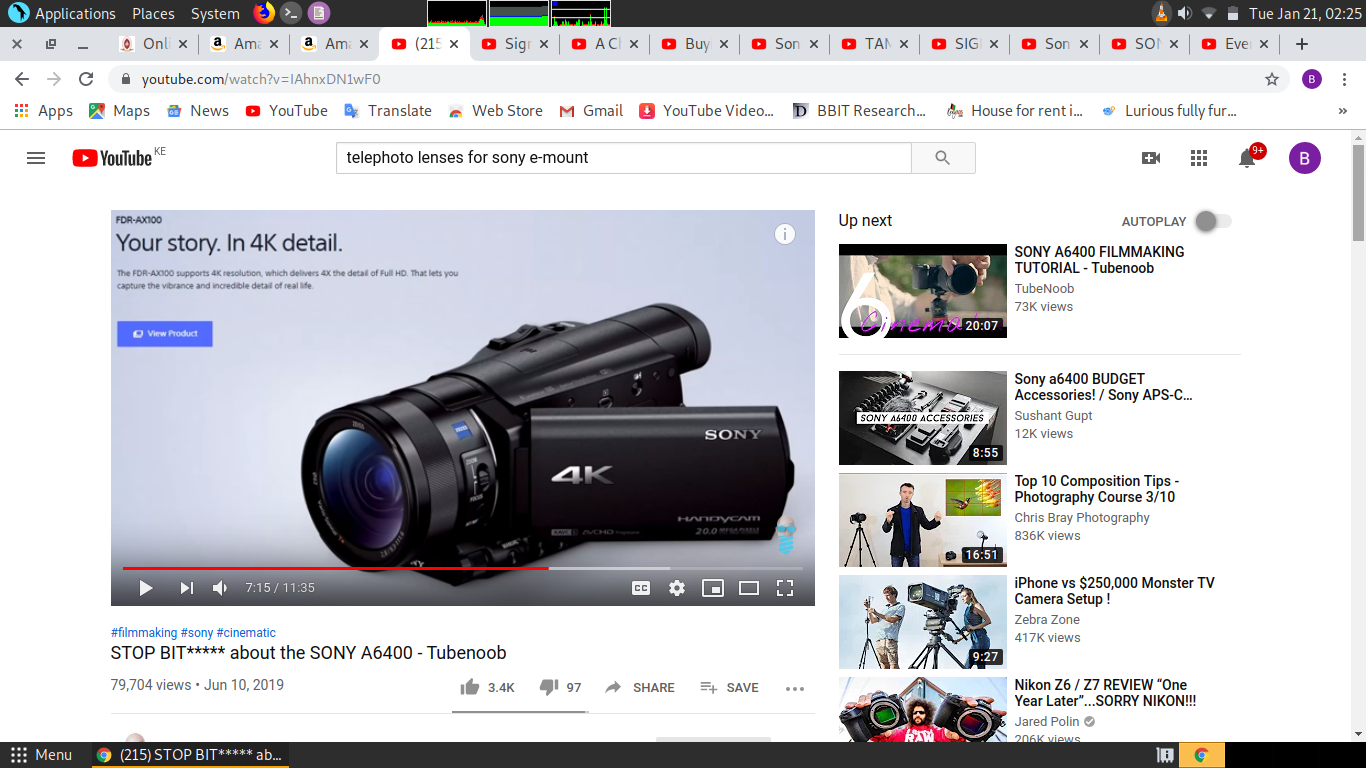 Applications Places System Tue Jan 21, 02:25
Onli Ama Ama (215 Sign A Cl Buy Son TAM SIGI Son SON Eve
youtube.com/watch?v=IAhnxDN1wF0 B
Apps Maps News YouTube Translate Web Store Gmail YouTube Video... BBIT Research... House for rent i... Lurious fully fur... »
YouTube KE telephoto lenses for sony e-mount 9+ B
FDR-AX100
Your story. In 4K detail.
The FDR-AX100 supports 4K resolution, which delivers 4X the detail of Full HD. That lets you
capture the vibrance and incredible detail of real life.
View Product
SONY
4K
HANDYCAM
7:15 / 11:35
CC
#filmmaking #sony #cinematic
STOP BIT***** about the SONY A6400 - Tubenoob
79,704 views • Jun 10, 2019 3.4K 97 SHARE SAVE
Up next AUTOPLAY
6 Cinema
20:07
SONY A6400 FILMMAKING
TUTORIAL - Tubenoob
TubeNoob
73K views
SONY A6400 ACCESSORIES
8:55
Sony a6400 BUDGET
Accessories! / Sony APS-C...
Sushant Gupt
12K views
16:51
Top 10 Composition Tips -
Photography Course 3/10
Chris Bray Photography
836K views
9:27
iPhone vs $250,000 Monster TV
Camera Setup !
Zebra Zone
417K views
Nikon Z6 / Z7 REVIEW “One
Year Later”...SORRY NIKON!!!
Jared Polin
206K views
Menu (215) STOP BIT***** ab...